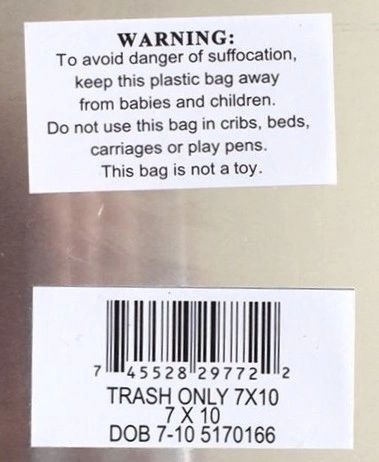 WARNING:
To avoid danger of suffocation,
keep this plastic bag away
from babies and children.
Do not use this bag in cribs, beds,
carriages or play pens.
This bag is not a toy.
7 45528 29772 2
TRASH ONLY 7X10
7 X 10
DOB 7-10 5170166